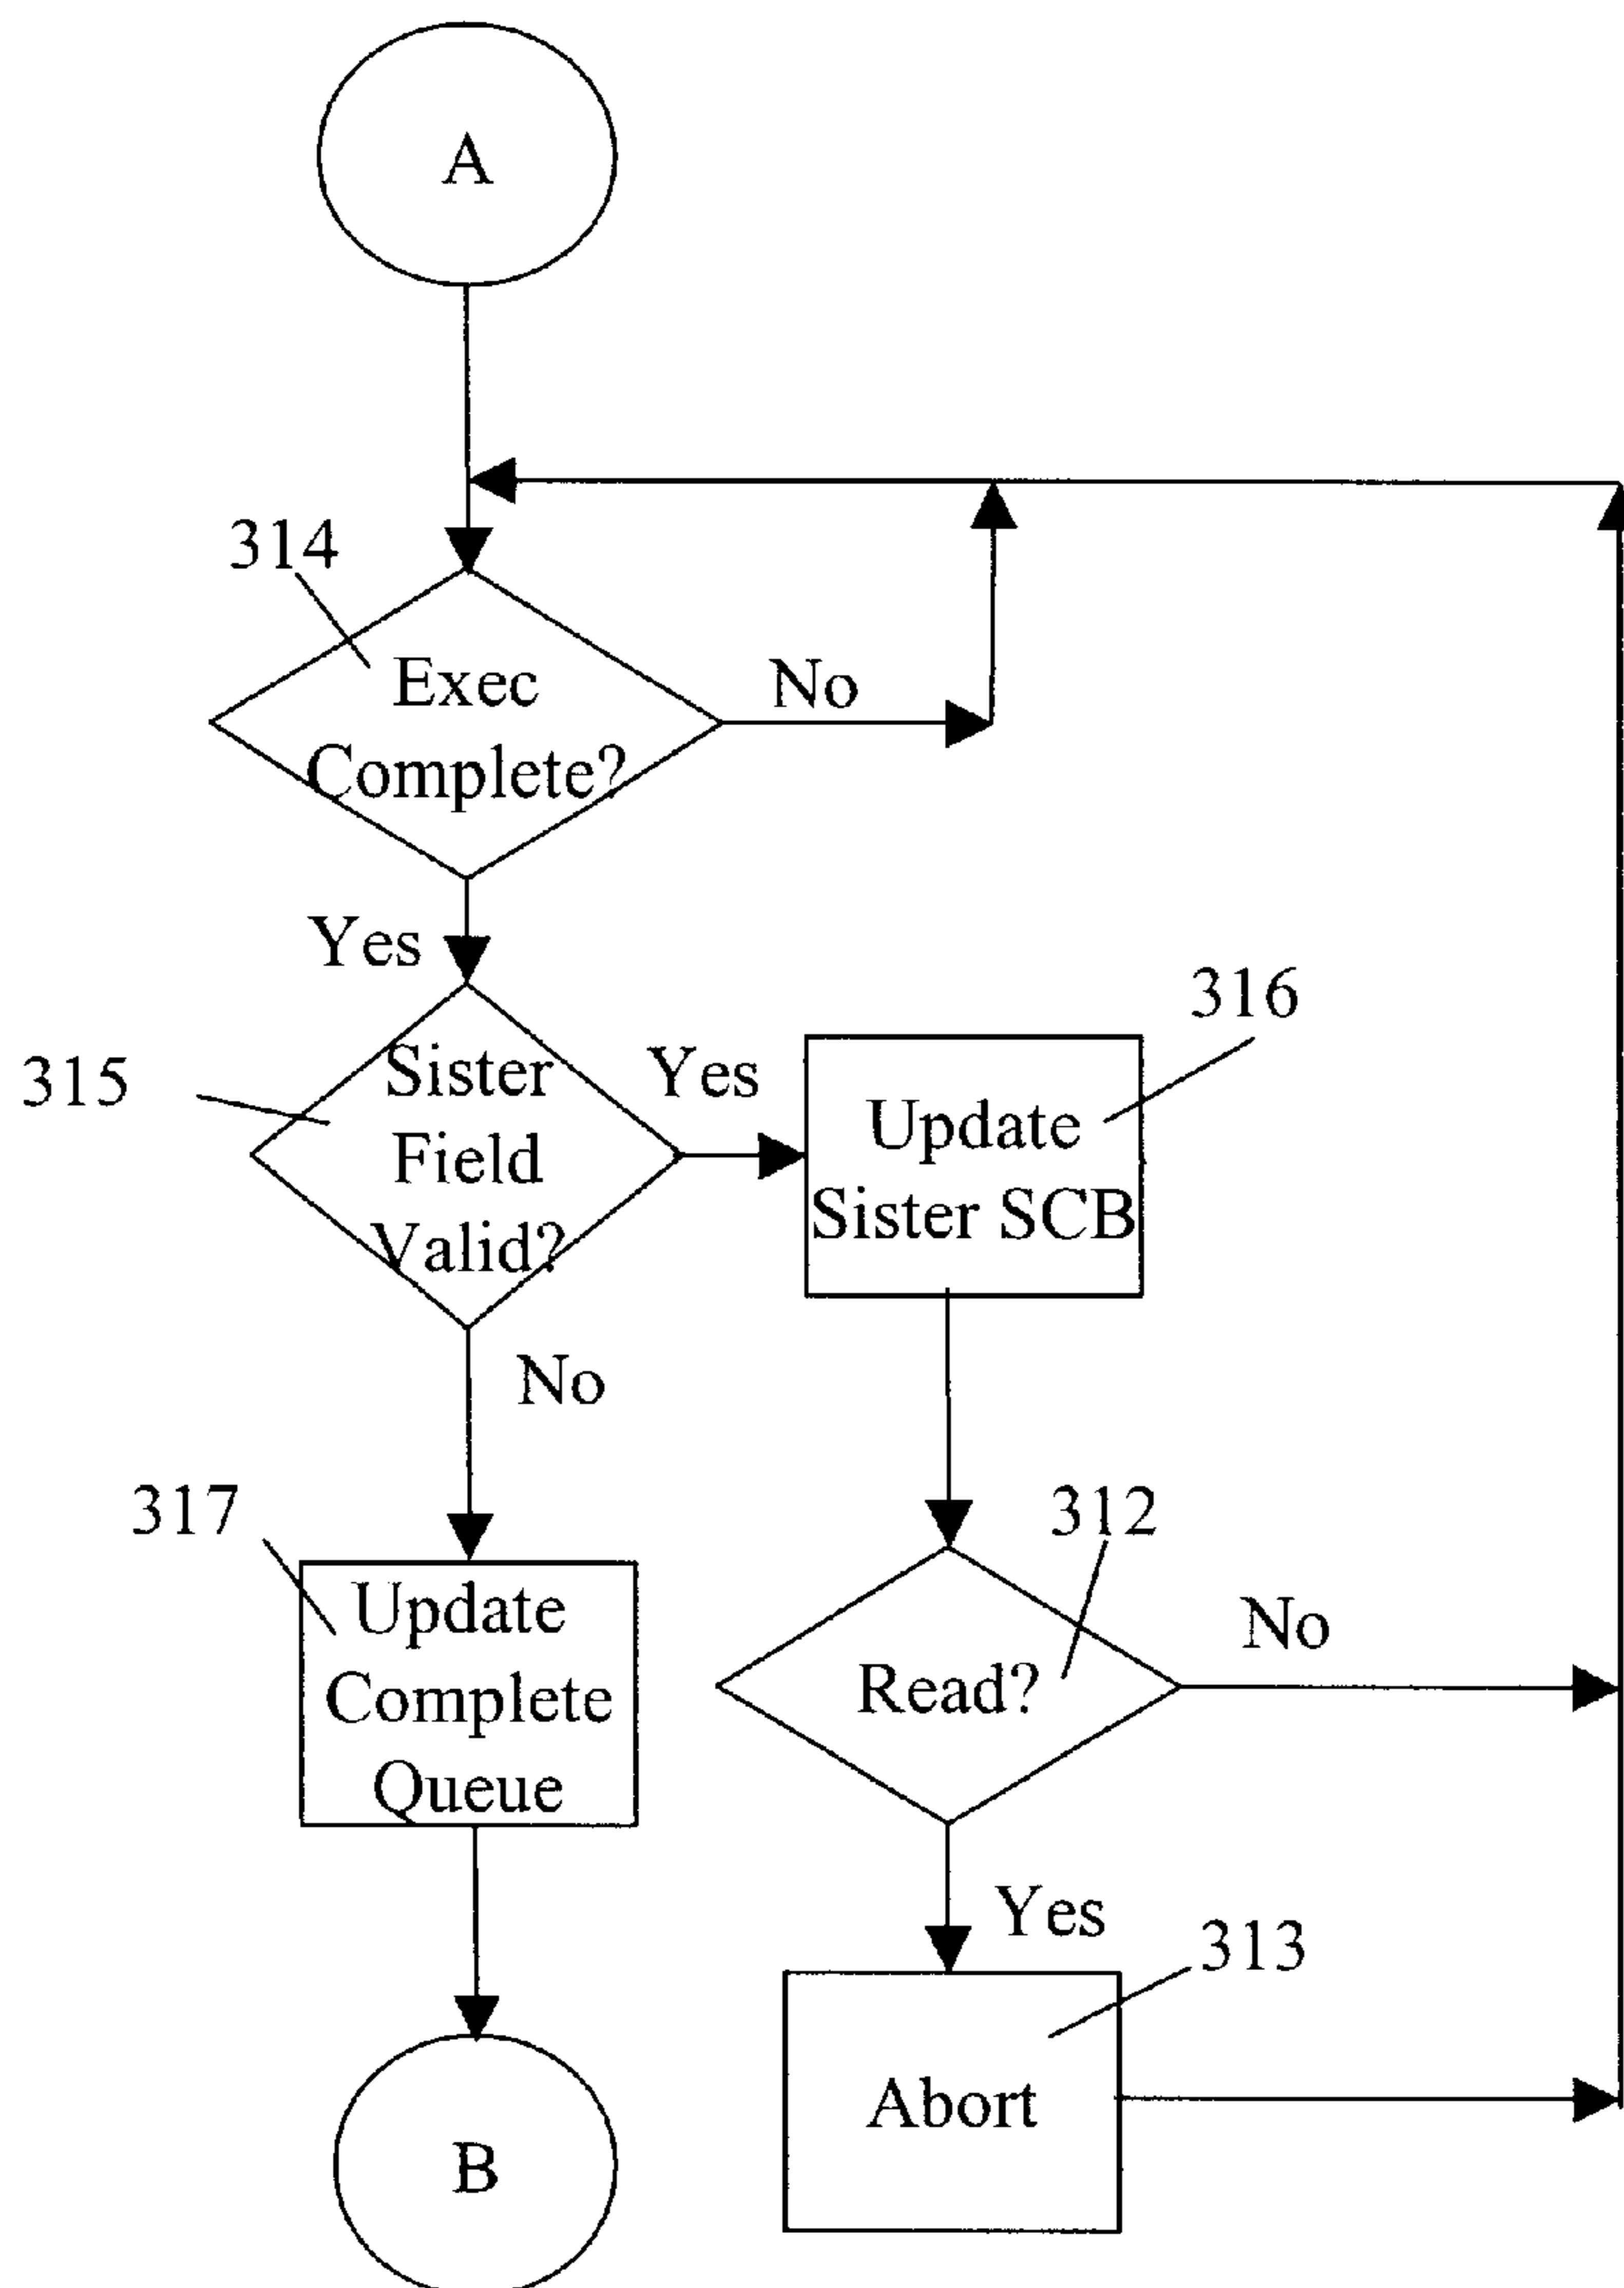 A
314
Exec
Complete?
No
Yes
315
Sister
Field
Valid?
Yes
316
Update
Sister SCB
No
317
Update
Complete
Queue
312
Read?
No
Yes
313
Abort
B